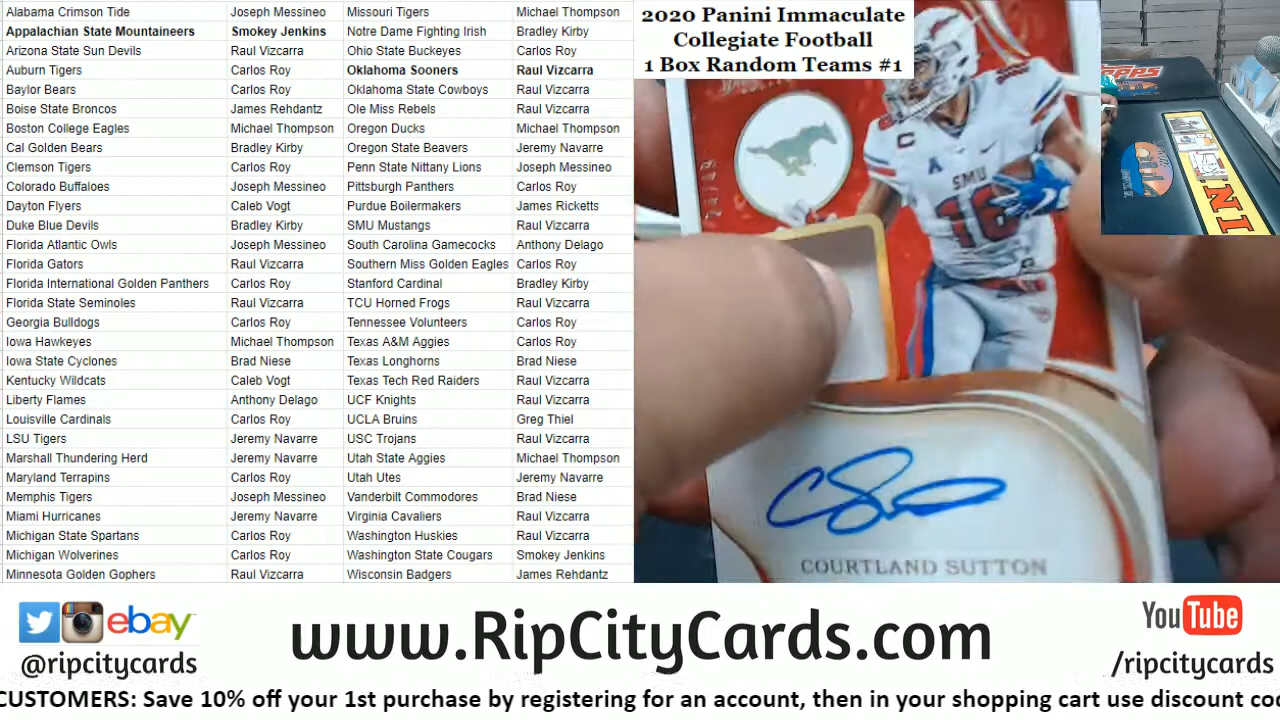 Alabama Crimson Tide Joseph Messineo Missouri Tigers Michael Thompson
Appalachian State Mountaineers Smokey Jenkins Notre Dame Fighting Irish Bradley Kirby
Arizona State Sun Devils Raul Vizcarra Ohio State Buckeyes Carlos Roy
Auburn Tigers Carlos Roy Oklahoma Sooners Raul Vizcarra
Baylor Bears Carlos Roy Oklahoma State Cowboys Raul Vizcarra
Boise State Broncos James Rehdantz Ole Miss Rebels Raul Vizcarra
Boston College Eagles Michael Thompson Oregon Ducks Michael Thompson
Cal Golden Bears Bradley Kirby Oregon State Beavers Jeremy Navarre
Clemson Tigers Carlos Roy Penn State Nittany Lions Joseph Messineo
Colorado Buffaloes Joseph Messineo Pittsburgh Panthers Carlos Roy
Dayton Flyers Caleb Vogt Purdue Boilermakers James Ricketts
Duke Blue Devils Bradley Kirby SMU Mustangs Raul Vizcarra
Florida Atlantic Owls Joseph Messineo South Carolina Gamecocks Anthony Delago
Florida Gators Raul Vizcarra Southern Miss Golden Eagles Carlos Roy
Florida International Golden Panthers Carlos Roy Stanford Cardinal Bradley Kirby
Florida State Seminoles Raul Vizcarra TCU Horned Frogs Raul Vizcarra
Georgia Bulldogs Carlos Roy Tennessee Volunteers Carlos Roy
Iowa Hawkeyes Michael Thompson Texas A&M Aggies Carlos Roy
Iowa State Cyclones Brad Niese Texas Longhorns Brad Niese
Kentucky Wildcats Caleb Vogt Texas Tech Red Raiders Raul Vizcarra
Liberty Flames Anthony Delago UCF Knights Raul Vizcarra
Louisville Cardinals Carlos Roy UCLA Bruins Greg Thiel
LSU Tigers Jeremy Navarre USC Trojans Raul Vizcarra
Marshall Thundering Herd Jeremy Navarre Utah State Aggies Michael Thompson
Maryland Terrapins Carlos Roy Utah Utes Jeremy Navarre
Memphis Tigers Joseph Messineo Vanderbilt Commodores Brad Niese
Miami Hurricanes Jeremy Navarre Virginia Cavaliers Raul Vizcarra
Michigan State Spartans Carlos Roy Washington Huskies Raul Vizcarra
Michigan Wolverines Carlos Roy Washington State Cougars Smokey Jenkins
Minnesota Golden Gophers Raul Vizcarra Wisconsin Badgers James Rehdantz
2020 Panini Immaculate
Collegiate Football
1 Box Random Teams #1
TOPPS
C
SMU
16
COURTLAND SUTTON
ebay
@ripcitycards
www.RipCityCards.com
YouTube
/ripcitycards
CUSTOMERS: Save 10% off your 1st purchase by registering for an account, then in your shopping cart use discount